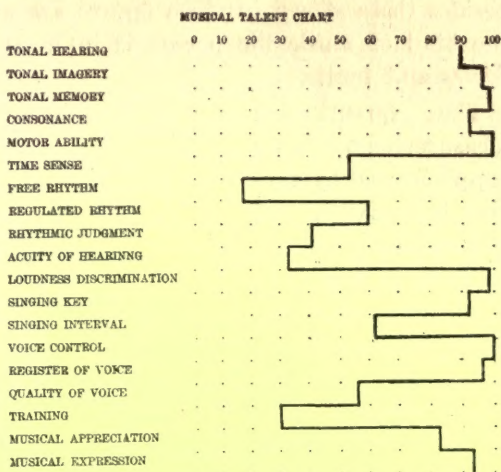 MUSICAL TALENT CHART
0 10 20 30 40 50 60 70 80 90 100
TONAL HEARING
TONAL IMAGERY
TONAL MEMORY
CONSONANCE
MOTOR ABILITY
TIME SENSE
FREE RHYTHM
REGULATED RHYTHM
RHYTHMIC JUDGMENT
ACUITY OF HEARINNG
LOUDNESS DISCRIMINATION
SINGING KEY
SINGING INTERVAL
VOICE CONTROL
REGISTER OF VOICE
QUALITY OF VOICE
TRAINING
MUSICAL APPRECIATION
MUSICAL EXPRESSION